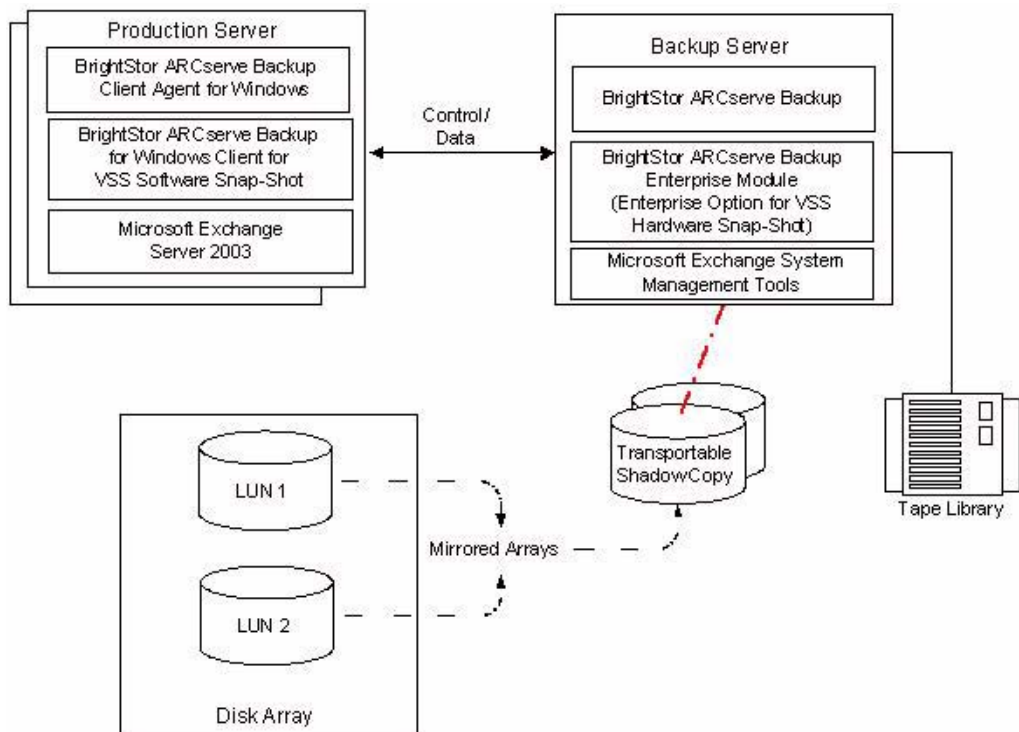 Production Server
BrightStor ARCserve Backup
Client Agent for Windows
BrightStor ARCserve Backup
for Windows Client for
VSS Software Snap-Shot
Microsoft Exchange
Server 2003
Control/
Data
Backup Server
BrightStor ARCserve Backup
BrightStor ARCserve Backup
Enterprise Module
(Enterprise Option for VSS
Hardware Snap-Shot)
Microsoft Exchange System
Management Tools
LUN 1
LUN 2
Disk Array
Mirrored Arrays
Transportable
ShadowCopy
Tape Library